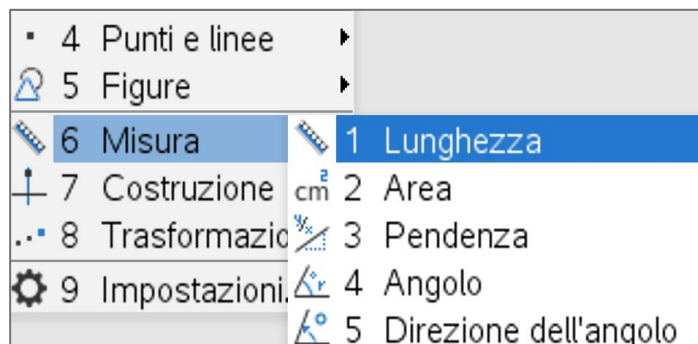 4 Punti e linee
5 Figure
6 Misura
7 Costruzione
8 Trasformazio
9 Impostazioni.
1 Lunghezza
cm² 2 Area
y/x 3 Pendenza
4 Angolo
5 Direzione dell'angolo